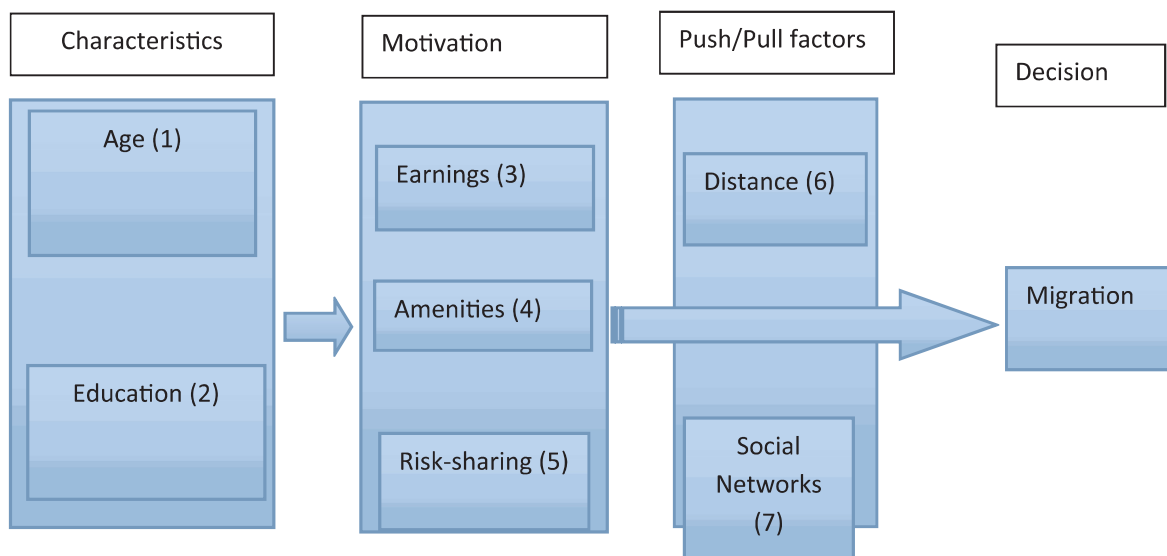 Characteristics
Motivation
Push/Pull factors
Decision
Age (1)
Education (2)
Earnings (3)
Amenities (4)
Risk-sharing (5)
Distance (6)
Social
Networks
(7)
Migration